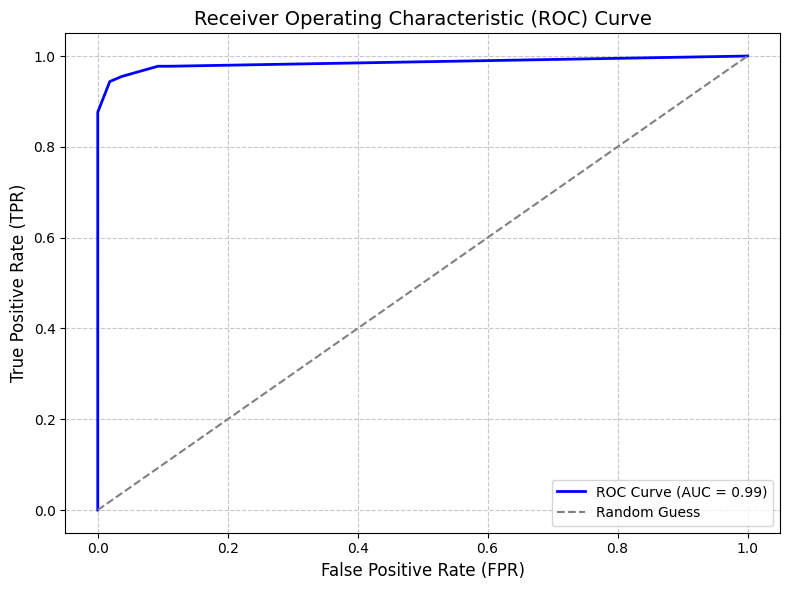 Receiver Operating Characteristic (ROC) Curve
True Positive Rate (TPR)
1.0
0.8
0.6
0.4
0.2
0.0
ROC Curve (AUC = 0.99)
Random Guess
0.0 0.2 0.4 0.6 0.8 1.0
False Positive Rate (FPR)